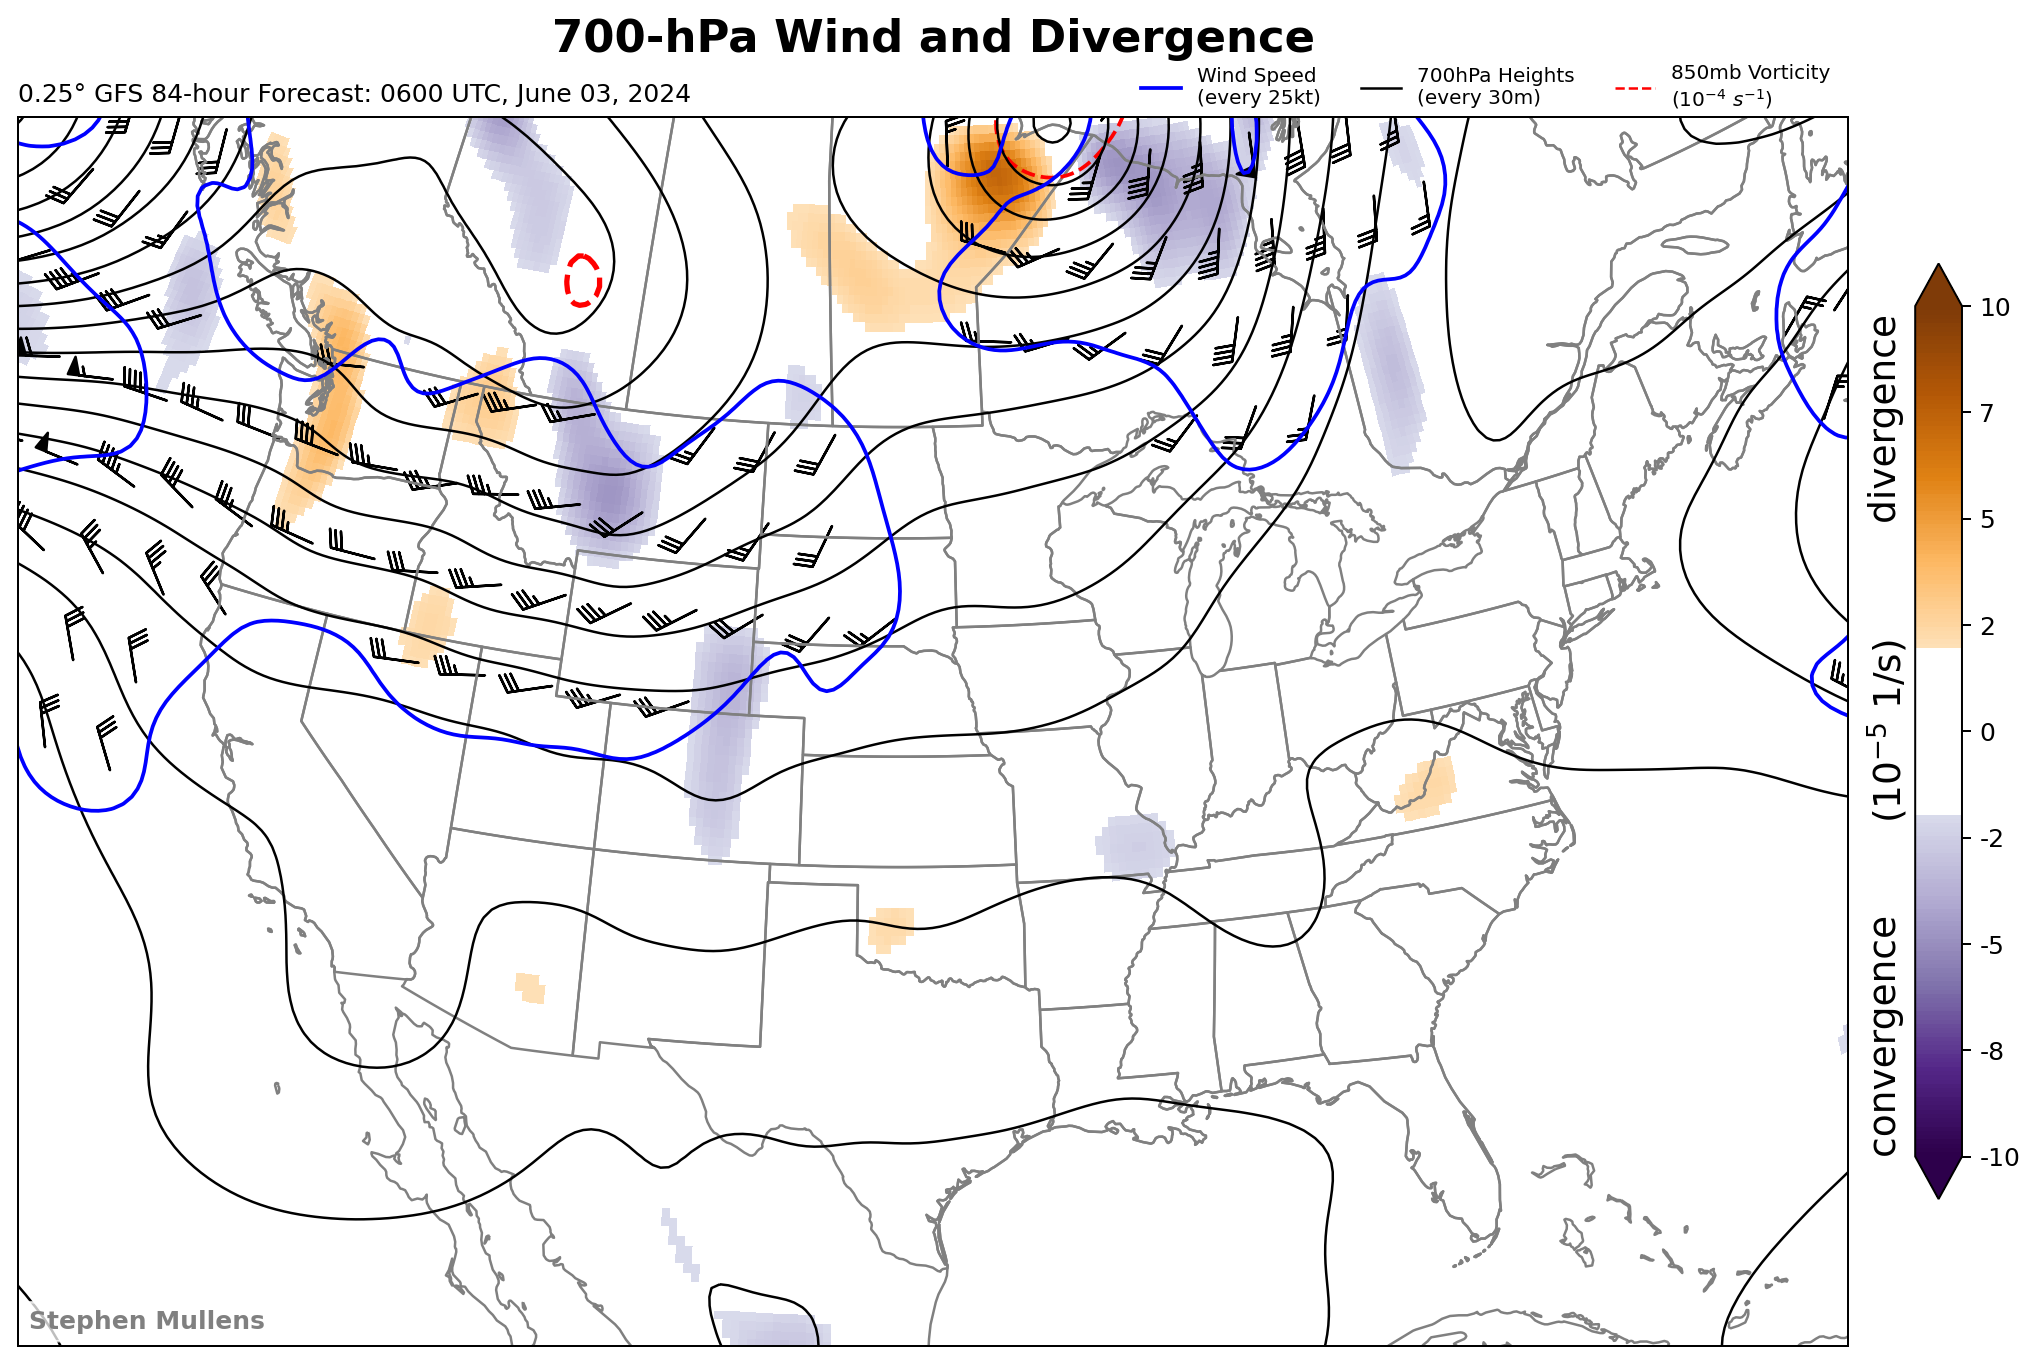 700-hPa Wind and Divergence
0.25° GFS 84-hour Forecast: 0600 UTC, June 03, 2024
Wind Speed
(every 25kt)
700hPa Heights
(every 30m)
850mb Vorticity
(10⁻⁴ s⁻¹)
10
7
5
2
0
-2
-5
-8
-10
convergence (10⁻⁵ 1/s) divergence
Stephen Mullens